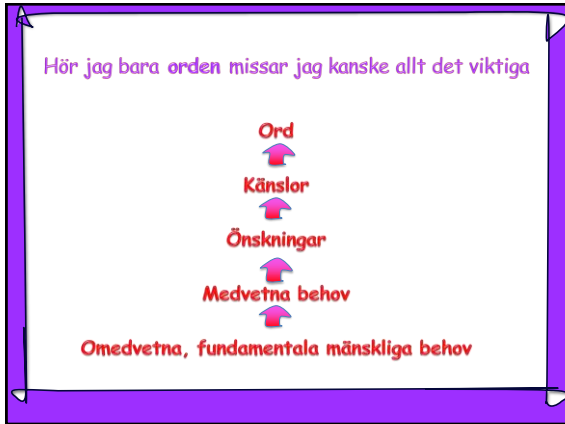 Hör jag bara orden missar jag kanske allt det viktiga
Ord
Känslor
Önskningar
Medvetna behov
Omedvetna, fundamentala mänskliga behov